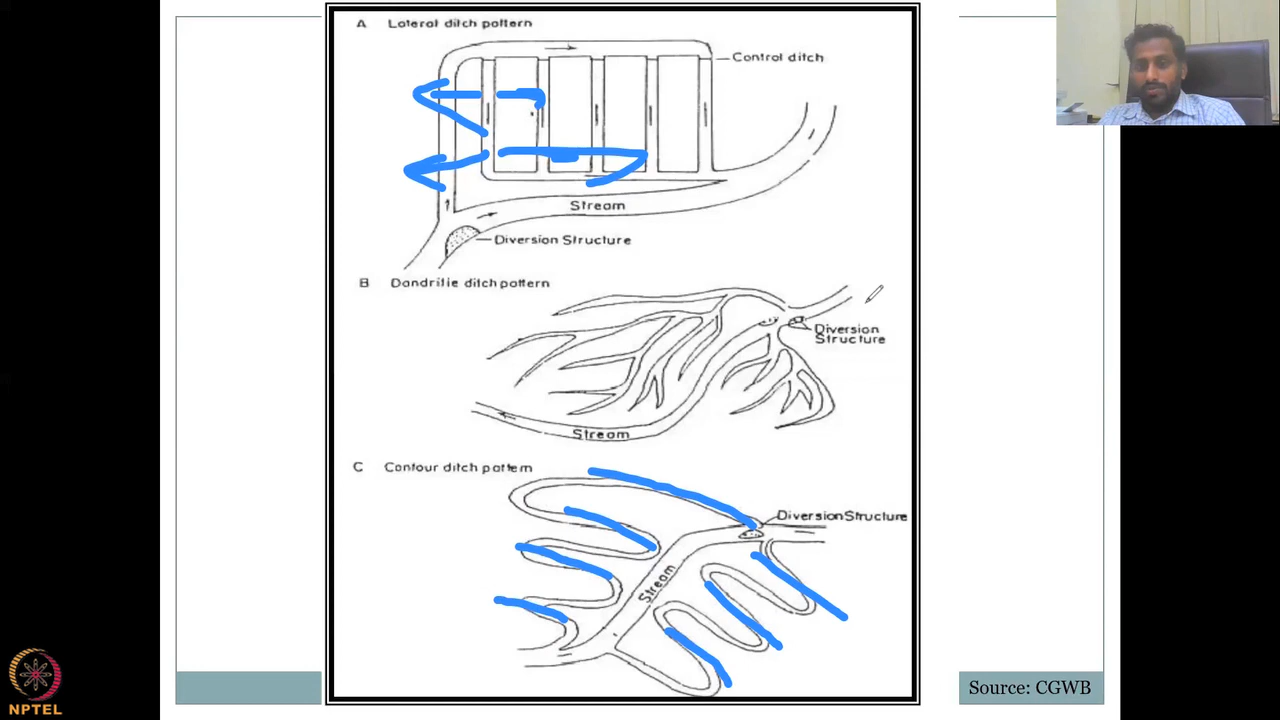 A Lateral ditch pattern
Control ditch
Stream
Diversion Structure
B Dandritie ditch pattern
Diversion
Structure
Stream
C Contour ditch pattern
Diversion Structure
Stream
Source: CGWB
NPTEL